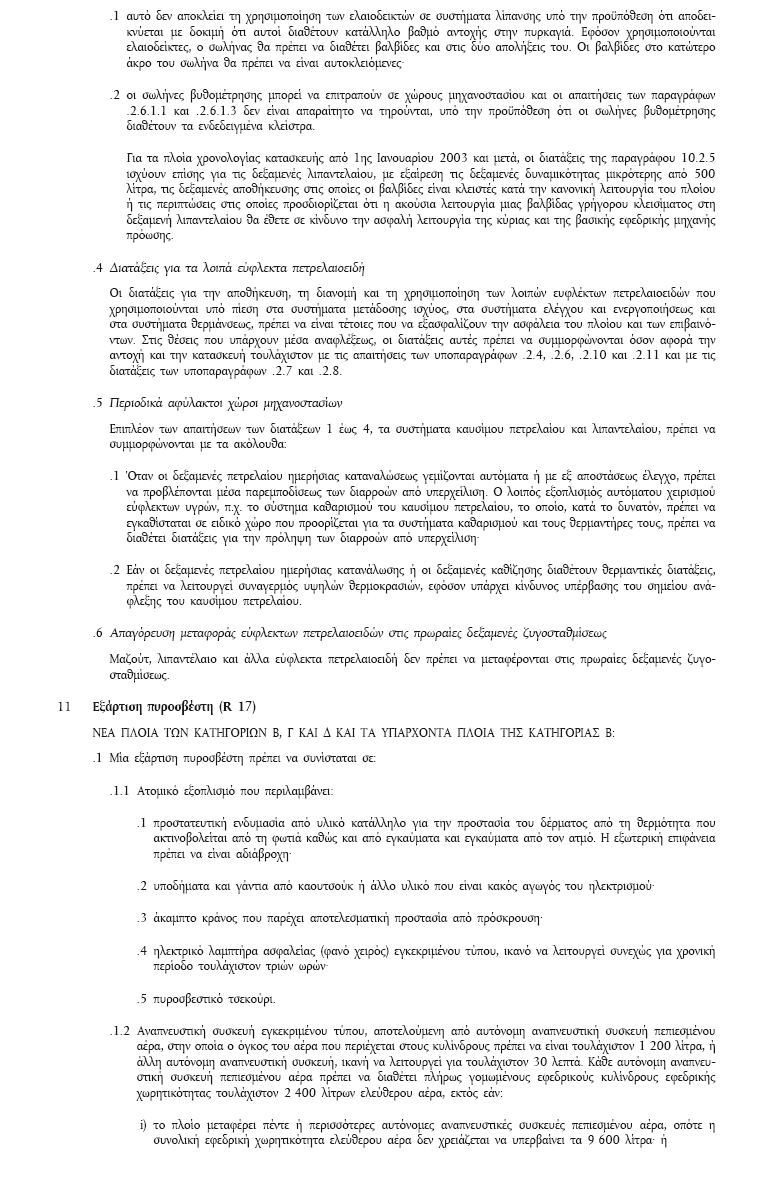 .1 αυτό δεν αποκλείει τη χρησιμοποίηση των ελαιοδεικτών σε συστήματα λίπανσης υπό την προϋπόθεση ότι αποδει-
κνύεται με δοκιμή ότι αυτοί διαθέτουν κατάλληλο βαθμό αντοχής στην πυρκαγιά. Εφόσον χρησιμοποιούνται
ελαιοδείκτες, ο σωλήνας θα πρέπει να διαθέτει βαλβίδες και στις δύο απολήξεις του. Οι βαλβίδες στο κατώτερο
άκρο του σωλήνα θα πρέπει να είναι αυτοκλειόμενες·
.2 οι σωλήνες βυθομέτρησης μπορεί να επιτραπούν σε χώρους μηχανοστασίου και οι απαιτήσεις των παραγράφων
.2.6.1.1 και .2.6.1.3 δεν είναι απαραίτητο να τηρούνται, υπό την προϋπόθεση ότι οι σωλήνες βυθομέτρησης
διαθέτουν τα ενδεδειγμένα κλείστρα.
Για τα πλοία χρονολογίας κατασκευής από 1ης Ιανουαρίου 2003 και μετά, οι διατάξεις της παραγράφου 10.2.5
ισχύουν επίσης για τις δεξαμενές λιπαντελαίου, με εξαίρεση τις δεξαμενές δυναμικότητας μικρότερης από 500
λίτρα, τις δεξαμενές αποθήκευσης στις οποίες οι βαλβίδες είναι κλειστές κατά την κανονική λειτουργία του πλοίου
ή τις περιπτώσεις στις οποίες προσδιορίζεται ότι η ακούσια λειτουργία μιας βαλβίδας γρήγορου κλεισίματος στη
δεξαμενή λιπαντελαίου θα έθετε σε κίνδυνο την ασφαλή λειτουργία της κύριας και της βασικής εφεδρικής μηχανής
πρόωσης.
.4 Διατάξεις για τα λοιπά εύφλεκτα πετρελαιοειδή
Οι διατάξεις για την αποθήκευση, τη διανομή και τη χρησιμοποίηση των λοιπών ευφλέκτων πετρελαιοειδών που
χρησιμοποιούνται υπό πίεση στα συστήματα μετάδοσης ισχύος, στα συστήματα ελέγχου και ενεργοποιήσεως και
στα συστήματα θερμάνσεως, πρέπει να είναι τέτοιες που να εξασφαλίζουν την ασφάλεια του πλοίου και των επιβαινό-
ντων. Στις θέσεις που υπάρχουν μέσα αναφλέξεως, οι διατάξεις αυτές πρέπει να συμμορφώνονται όσον αφορά την
αντοχή και την κατασκευή τουλάχιστον με τις απαιτήσεις των υποπαραγράφων .2.4, .2.6, .2.10 και .2.11 και με τις
διατάξεις των υποπαραγράφων .2.7 και .2.8.
.5 Περιοδικά αφύλακτοι χώροι μηχανοστασίων
Επιπλέον των απαιτήσεων των διατάξεων 1 έως 4, τα συστήματα καυσίμου πετρελαίου και λιπαντελαίου, πρέπει να
συμμορφώνονται με τα ακόλουθα:
.1 Όταν οι δεξαμενές πετρελαίου ημερήσιας καταναλώσεως γεμίζονται αυτόματα ή με εξ αποστάσεως έλεγχο, πρέπει
να προβλέπονται μέσα παρεμποδίσεως των διαρροών από υπερχείλιση. Ο λοιπός εξοπλισμός αυτόματου χειρισμού
εύφλεκτων υγρών, π.χ. το σύστημα καθαρισμού του καυσίμου πετρελαίου, το οποίο, κατά το δυνατόν, πρέπει να
εγκαθίσταται σε ειδικό χώρο που προορίζεται για τα συστήματα καθαρισμού και τους θερμαντήρες τους, πρέπει να
διαθέτει διατάξεις για την πρόληψη των διαρροών από υπερχείλιση·
.2 Εάν οι δεξαμενές πετρελαίου ημερήσιας κατανάλωσης ή οι δεξαμενές καθίζησης διαθέτουν θερμαντικές διατάξεις,
πρέπει να λειτουργεί συναγερμός υψηλών θερμοκρασιών, εφόσον υπάρχει κίνδυνος υπέρβασης του σημείου ανά-
φλεξης του καυσίμου πετρελαίου.
.6 Απαγόρευση μεταφοράς εύφλεκτων πετρελαιοειδών στις πρωραίες δεξαμενές ζυγοσταθμίσεως
Μαζούτ, λιπαντέλαιο και άλλα εύφλεκτα πετρελαιοειδή δεν πρέπει να μεταφέρονται στις πρωραίες δεξαμενές ζυγο-
σταθμίσεως.
11 Εξάρτιση πυροσβέστη (R 17)
ΝΕΑ ΠΛΟΙΑ ΤΩΝ ΚΑΤΗΓΟΡΙΩΝ Β, Γ ΚΑΙ Δ ΚΑΙ ΤΑ ΥΠΑΡΧΟΝΤΑ ΠΛΟΙΑ ΤΗΣ ΚΑΤΗΓΟΡΙΑΣ Β:
.1 Μία εξάρτιση πυροσβέστη πρέπει να συνίσταται σε:
.1.1 Ατομικό εξοπλισμό που περιλαμβάνει:
.1 προστατευτική ενδυμασία από υλικό κατάλληλο για την προστασία του δέρματος από τη θερμότητα που
ακτινοβολείται από τη φωτιά καθώς και από εγκαύματα και εγκαύματα από τον ατμό. Η εξωτερική επιφάνεια
πρέπει να είναι αδιάβροχη·
.2 υποδήματα και γάντια από καουτσούκ ή άλλο υλικό που είναι κακός αγωγός του ηλεκτρισμού·
.3 άκαμπτο κράνος που παρέχει αποτελεσματική προστασία από πρόσκρουση·
.4 ηλεκτρικό λαμπτήρα ασφαλείας (φανό χειρός) εγκεκριμένου τύπου, ικανό να λειτουργεί συνεχώς για χρονική
περίοδο τουλάχιστον τριών ωρών·
.5 πυροσβεστικό τσεκούρι.
.1.2 Αναπνευστική συσκευή εγκεκριμένου τύπου, αποτελούμενη από αυτόνομη αναπνευστική συσκευή πεπιεσμένου
αέρα, στην οποία ο όγκος του αέρα που περιέχεται στους κυλίνδρους πρέπει να είναι τουλάχιστον 1 200 λίτρα, ή
άλλη αυτόνομη αναπνευστική συσκευή, ικανή να λειτουργεί για τουλάχιστον 30 λεπτά. Κάθε αυτόνομη αναπνευ-
στική συσκευή πεπιεσμένου αέρα πρέπει να διαθέτει πλήρως γομωμένους εφεδρικούς κυλίνδρους εφεδρικής
χωρητικότητας τουλάχιστον 2 400 λίτρων ελεύθερου αέρα, εκτός εάν:
i) το πλοίο μεταφέρει πέντε ή περισσότερες αυτόνομες αναπνευστικές συσκευές πεπιεσμένου αέρα, οπότε η
συνολική εφεδρική χωρητικότητα ελεύθερου αέρα δεν χρειάζεται να υπερβαίνει τα 9 600 λίτρα· ή